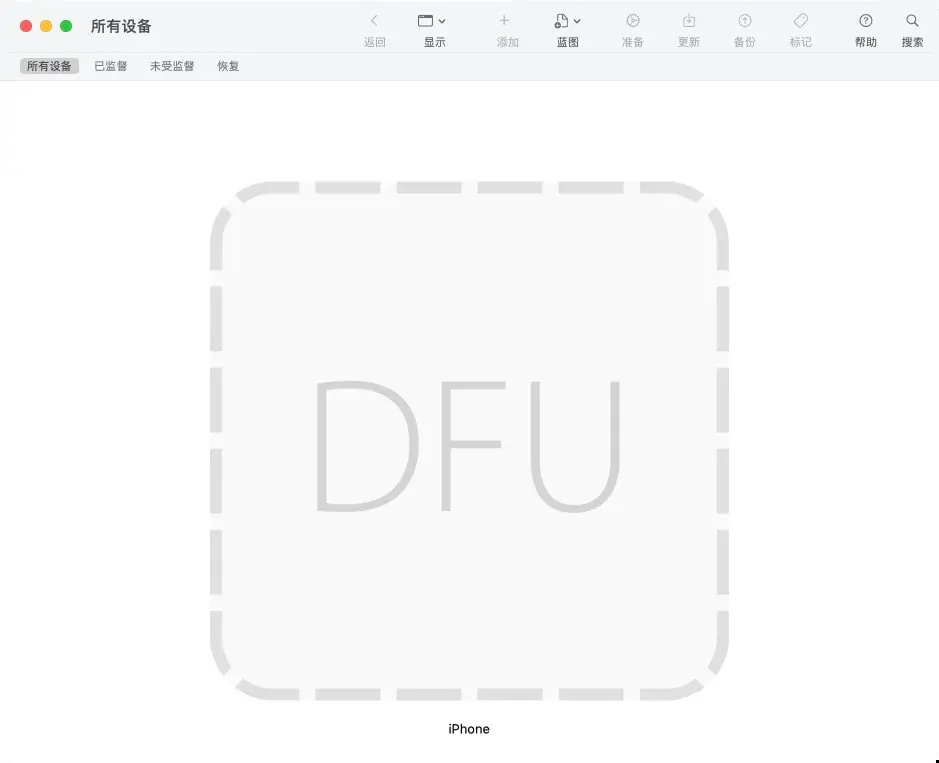 所有设备
返回 显示 添加 蓝图 准备 更新 备份 标记 帮助 搜索
所有设备 已监督 未受监督 恢复
DFU
iPhone